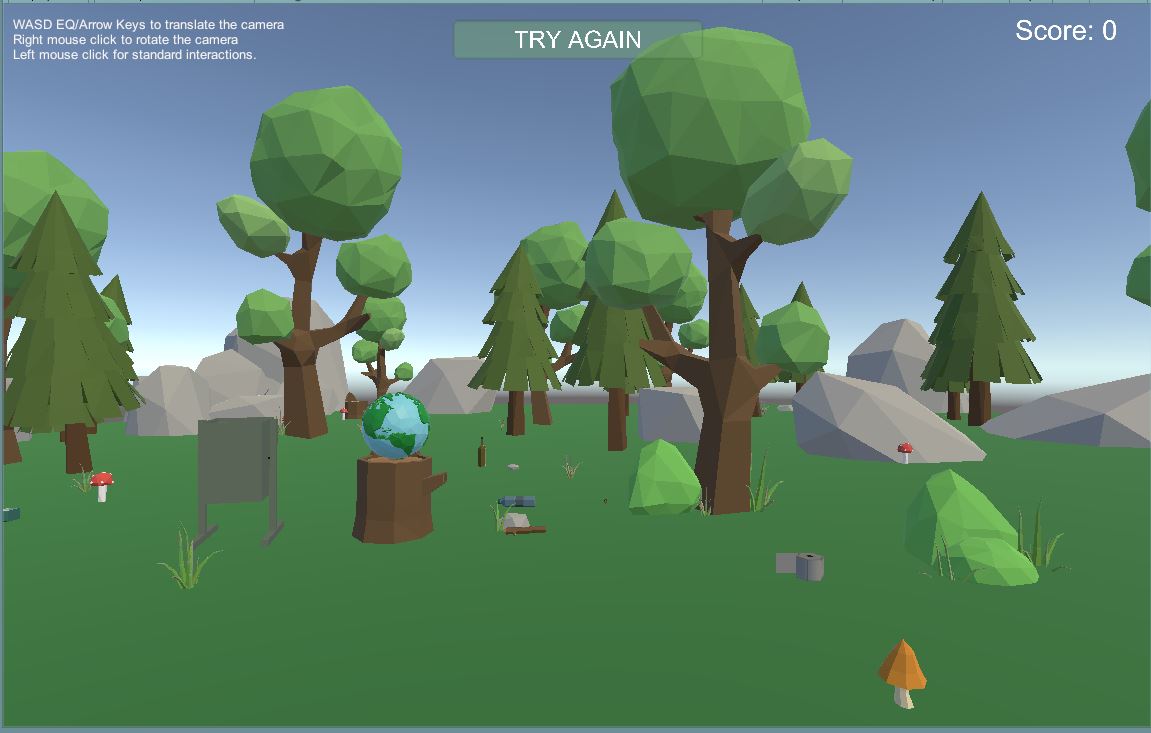 WASD EQ/Arrow Keys to translate the camera
Right mouse click to rotate the camera
Left mouse click for standard interactions.
TRY AGAIN
Score: 0